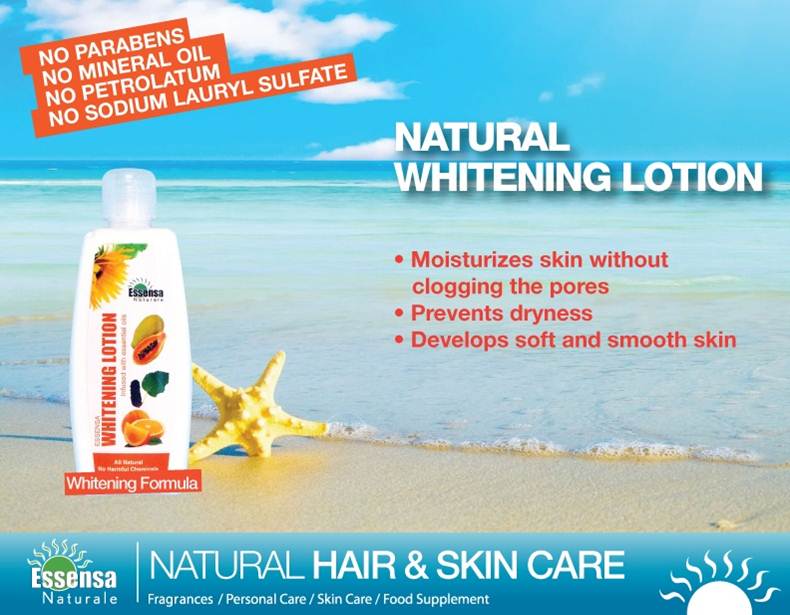 NO PARABENS
NO MINERAL OIL
NO PETROLATUM
NO SODIUM LAURYL SULFATE
NATURAL
WHITENING LOTION
• Moisturizes skin without
clogging the pores
• Prevents dryness
• Develops soft and smooth skin
Essensa
Naturale
ESSENSA
WHITENING LOTION
Infused with essential oils
All Natural
No Harmful Chemicals
Whitening Formula
Essensa
Naturale
NATURAL HAIR & SKIN CARE
Fragrances / Personal Care / Skin Care / Food Supplement